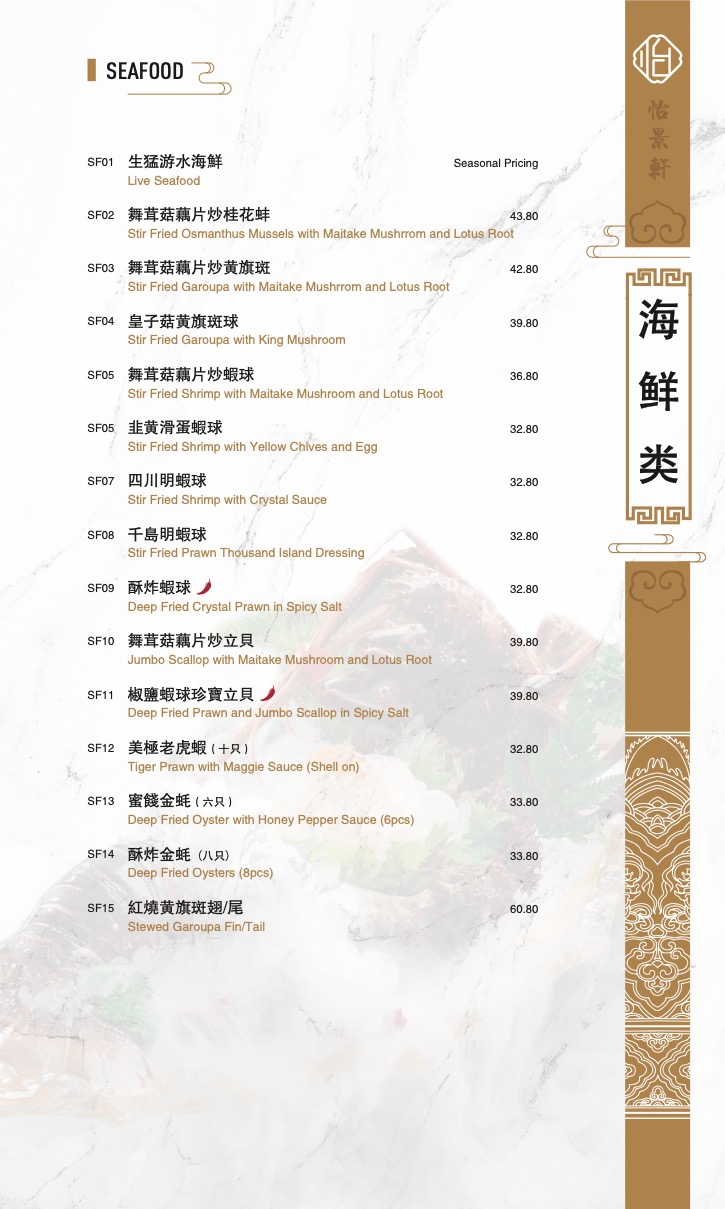 SEAFOOD
SF01 生猛游水海鮮 Seasonal Pricing
Live Seafood
SF02 舞茸菇藕片炒桂花蚌 43.80
Stir Fried Osmanthus Mussels with Maitake Mushrrom and Lotus Root
SF03 舞茸菇藕片炒黄旗斑 42.80
Stir Fried Garoupa with Maitake Mushrrom and Lotus Root
SF04 皇子菇黄旗斑球 39.80
Stir Fried Garoupa with King Mushroom
SF05 舞茸菇藕片炒蝦球 36.80
Stir Fried Shrimp with Maitake Mushroom and Lotus Root
SF05 韭黄滑蛋蝦球 32.80
Stir Fried Shrimp with Yellow Chives and Egg
SF07 四川明蝦球 32.80
Stir Fried Shrimp with Crystal Sauce
SF08 千島明蝦球 32.80
Stir Fried Prawn Thousand Island Dressing
SF09 酥炸蝦球 32.80
Deep Fried Crystal Prawn in Spicy Salt
SF10 舞茸菇藕片炒立貝 39.80
Jumbo Scallop with Maitake Mushroom and Lotus Root
SF11 椒鹽蝦球珍寶立貝 39.80
Deep Fried Prawn and Jumbo Scallop in Spicy Salt
SF12 美極老虎蝦 ( 十只 ) 32.80
Tiger Prawn with Maggie Sauce (Shell on)
SF13 蜜餞金蚝 ( 六只 ) 33.80
Deep Fried Oyster with Honey Pepper Sauce (6pcs)
SF14 酥炸金蚝（八只） 33.80
Deep Fried Oysters (8pcs)
SF15 紅燒黄旗斑翅/尾 60.80
Stewed Garoupa Fin/Tail
怡
怡景軒
海鲜类